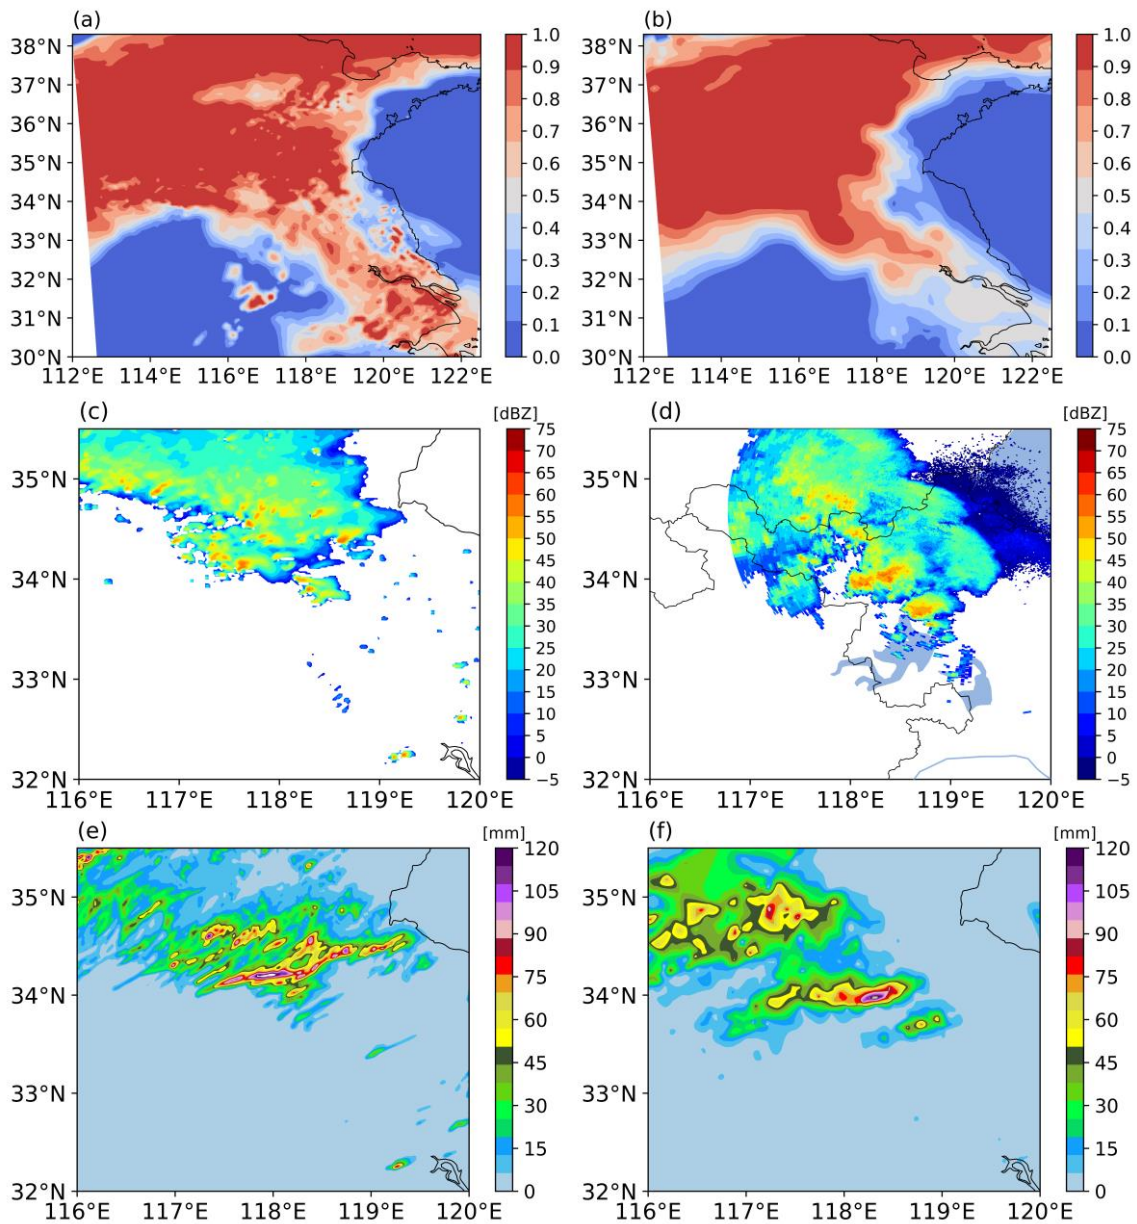 (a)
38°N
37°N
36°N
35°N
34°N
33°N
32°N
31°N
30°N
112°E 114°E 116°E 118°E 120°E 122°E
1.0
0.9
0.8
0.7
0.6
0.5
0.4
0.3
0.2
0.1
0.0
(b)
38°N
37°N
36°N
35°N
34°N
33°N
32°N
31°N
30°N
112°E 114°E 116°E 118°E 120°E 122°E
1.0
0.9
0.8
0.7
0.6
0.5
0.4
0.3
0.2
0.1
0.0
(c)
35°N
34°N
33°N
32°N
116°E 117°E 118°E 119°E 120°E
[dBZ]
75
70
65
60
55
50
45
40
35
30
25
20
15
10
5
0
−5
(d)
35°N
34°N
33°N
32°N
116°E 117°E 118°E 119°E 120°E
[dBZ]
75
70
65
60
55
50
45
40
35
30
25
20
15
10
5
0
−5
(e)
35°N
34°N
33°N
32°N
116°E 117°E 118°E 119°E 120°E
[mm]
120
105
90
75
60
45
30
15
0
(f)
35°N
34°N
33°N
32°N
116°E 117°E 118°E 119°E 120°E
[mm]
120
105
90
75
60
45
30
15
0